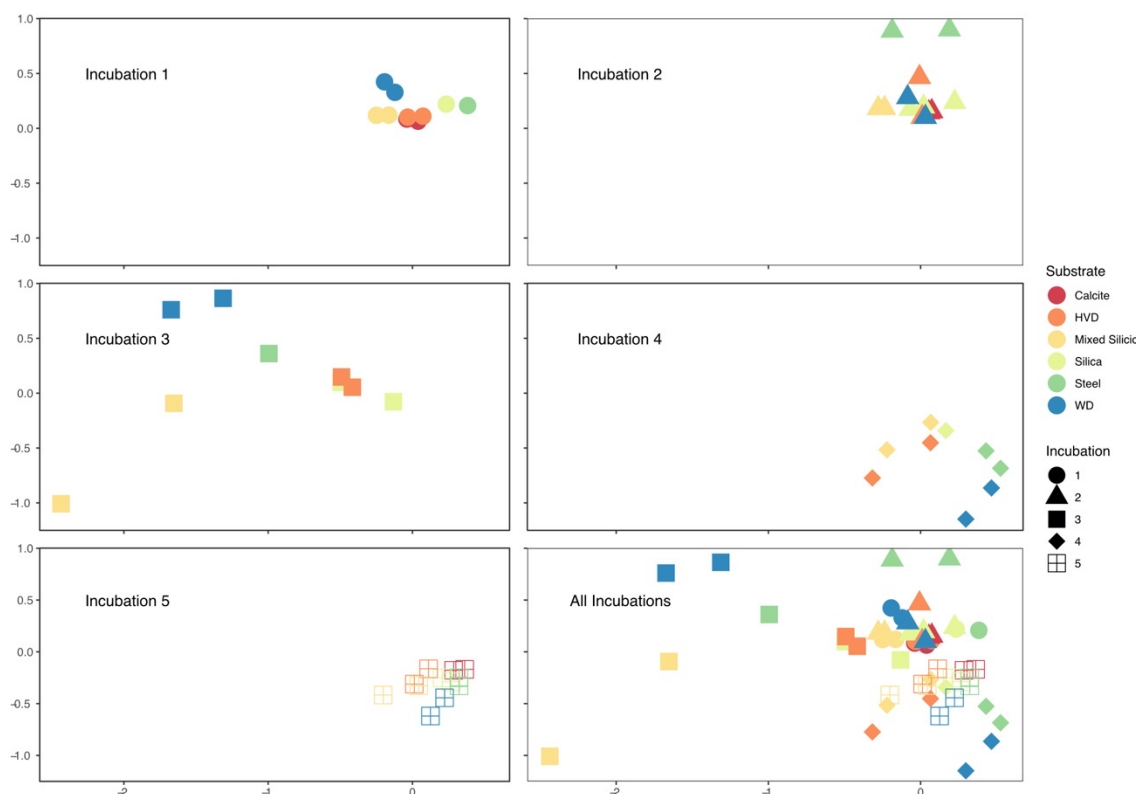 1.0
0.5
0.0
−0.5
−1.0
Incubation 1
Incubation 2
1.0
0.5
0.0
−0.5
−1.0
Incubation 3
Incubation 4
1.0
0.5
0.0
−0.5
−1.0
Incubation 5
All Incubations
−2
−1
0
−2
−1
0
Substrate
Calcite
HVD
Mixed Silicic
Silica
Steel
WD
Incubation
1
2
3
4
5